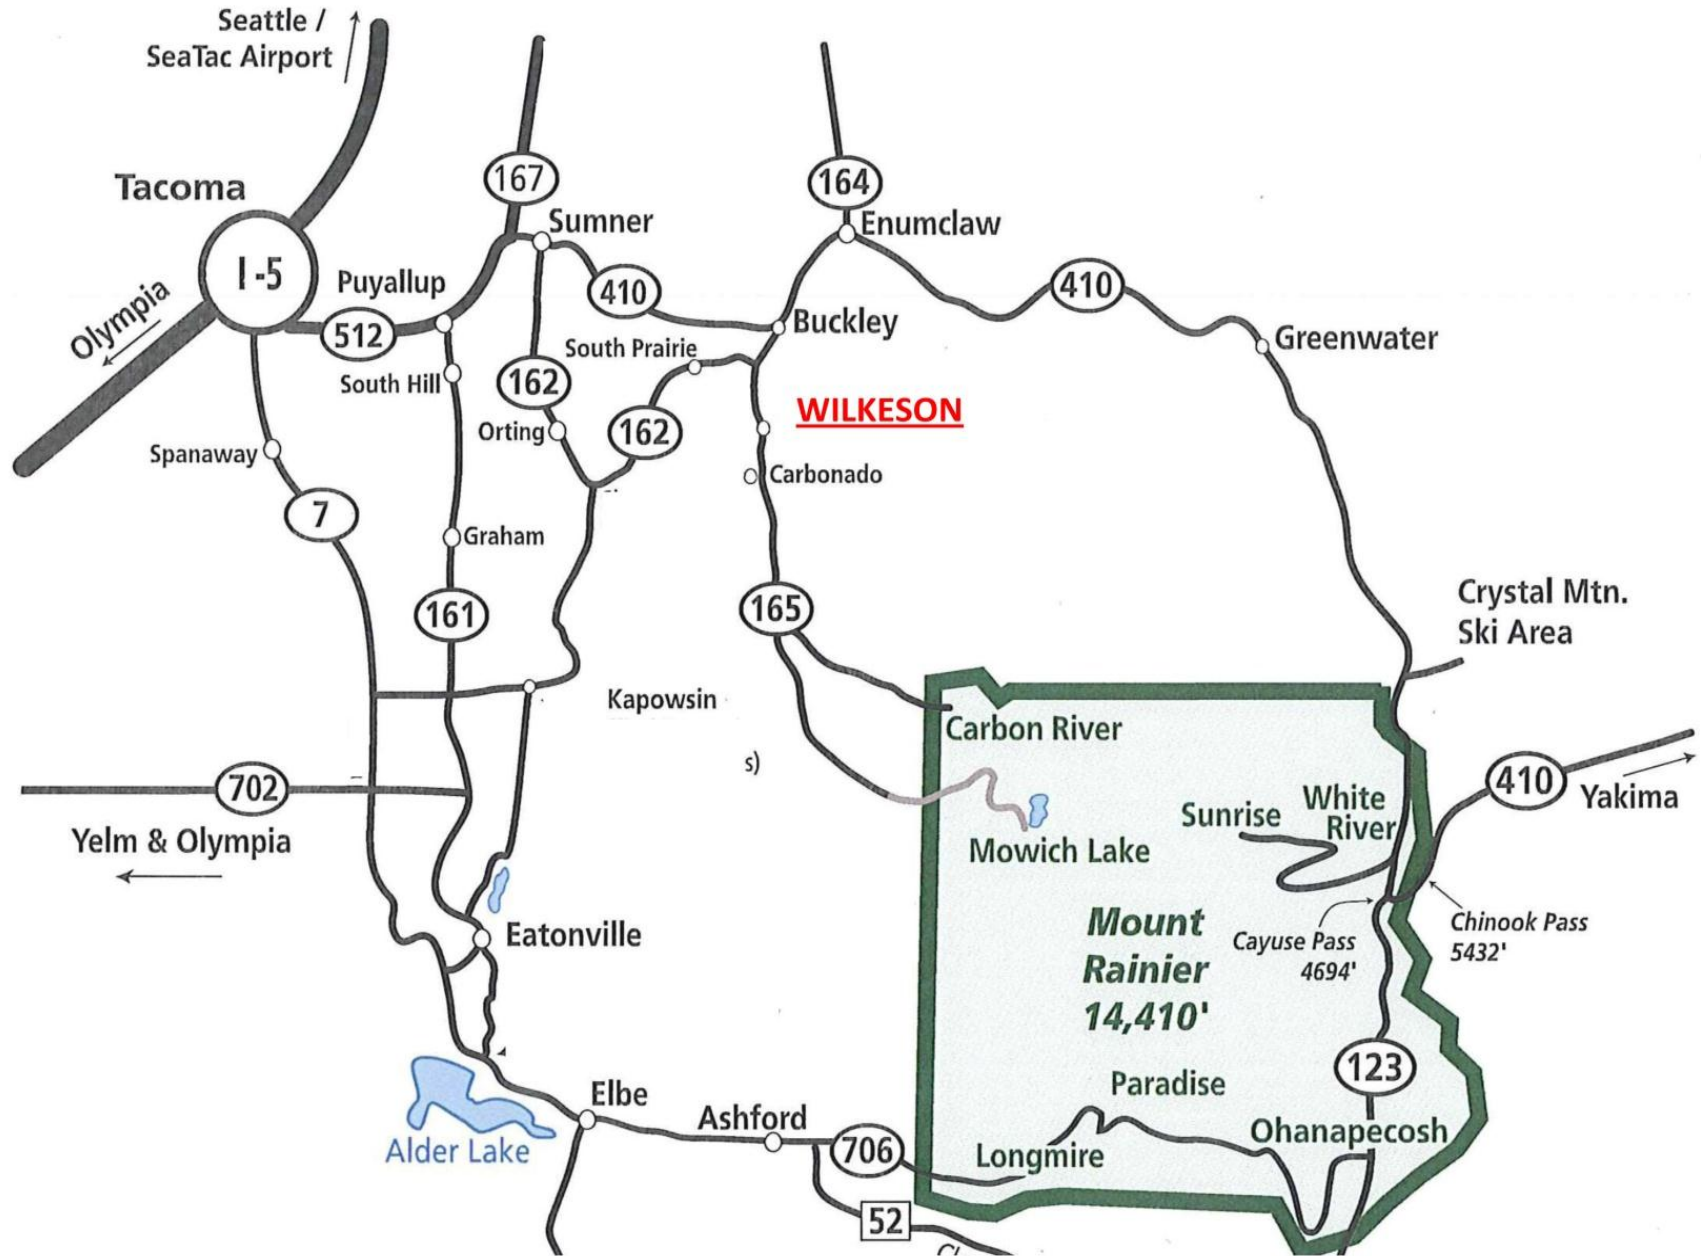 Seattle /
SeaTac Airport
Tacoma
167
164
Sumner
Enumclaw
I-5
Puyallup
410
410
Olympia
512
Buckley
Greenwater
South Prairie
South Hill
162
WILKESON
Orting
162
Spanaway
Carbonado
7
Graham
161
165
Crystal Mtn.
Ski Area
Kapowsin
Carbon River
s)
702
410
Yakima
Yelm & Olympia
Sunrise
White
River
Mowich Lake
Eatonville
Mount
Rainier
14,410'
Cayuse Pass
4694'
Chinook Pass
5432'
123
Elbe
Paradise
Ashford
Ohanapecosh
Alder Lake
706
Longmire
52